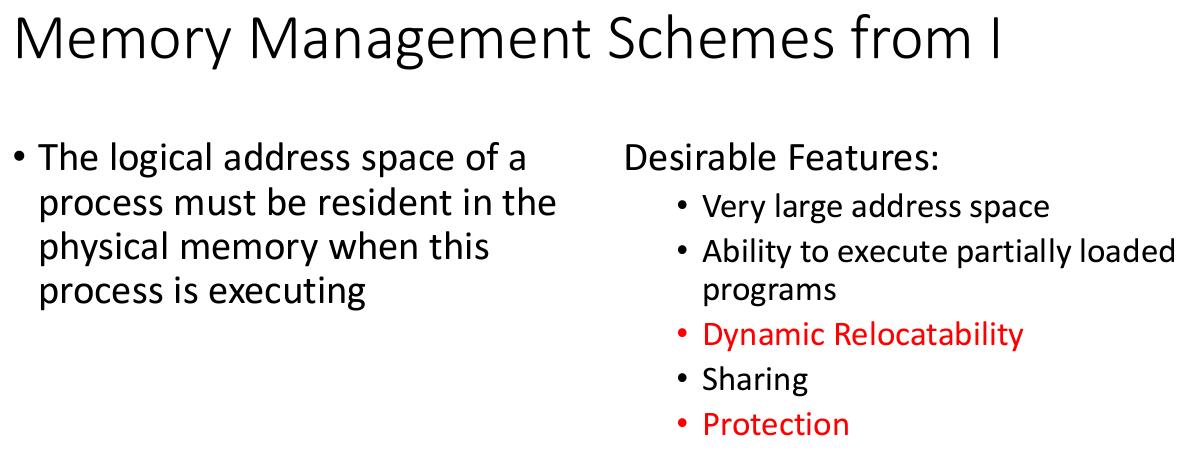 Memory Management Schemes from I
• The logical address space of a
process must be resident in the
physical memory when this
process is executing
Desirable Features:
• Very large address space
• Ability to execute partially loaded
programs
• Dynamic Relocatability
• Sharing
• Protection